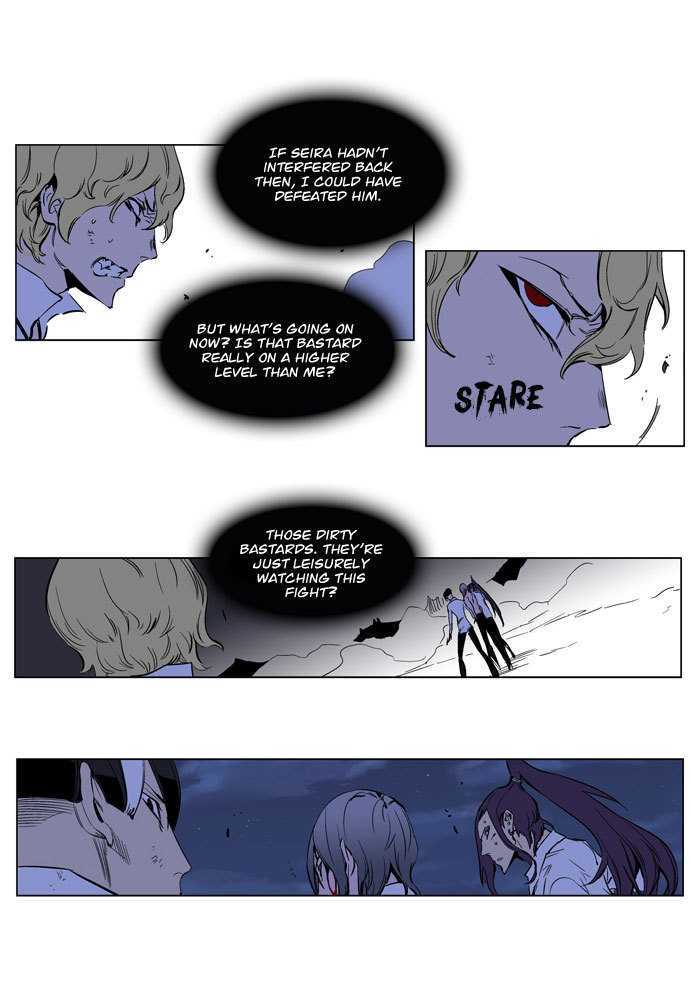 IF SEIRA HADN'T
INTERFERED BACK
THEN, I COULD HAVE
DEFEATED HIM.
BUT WHAT'S GOING ON
NOW? IS THAT BASTARD
REALLY ON A HIGHER
LEVEL THAN ME?
STARE
THOSE DIRTY
BASTARDS. THEY'RE
JUST LEISURELY
WATCHING THIS
FIGHT?